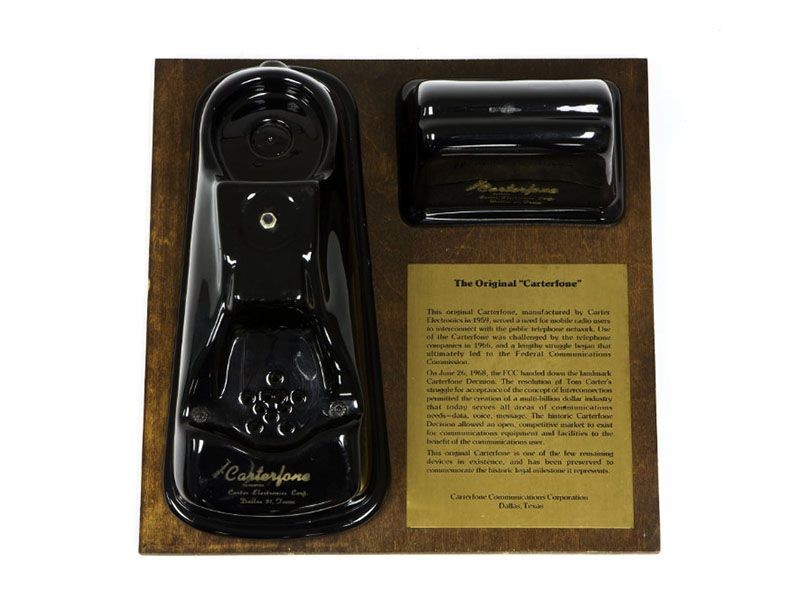 Carterfone
Carter Electronics Corp.
Dallas, Texas
The Original "Carterfone"
This original Carterfone, manufactured by Carter
Electronics in 1959, served a need for mobile radio users
to interconnect with the public telephone network. Use
of the Carterfone was challenged by the telephone
companies in 1966, and a lengthy struggle began that
ultimately led to the Federal Communications
Commission.
On June 26, 1968, the FCC handed down the landmark
Carterfone Decision. The resolution of Tom Carter's
struggle for acceptance of the concept of Interconnection
permitted the creation of a multi-billion dollar industry
that today serves all areas of communications
needs—data, voice, message. The historic Carterfone
Decision allowed an open, competitive market to exist
for communications equipment and facilities to the
benefit of the communications user.
This original Carterfone is one of the few remaining
devices in existence, and has been preserved to
commemorate the historic legal milestone it represents.
Carterfone Communications Corporation
Dallas, Texas
Carterfone
Carter Electronics Corp.
Dallas 31, Texas